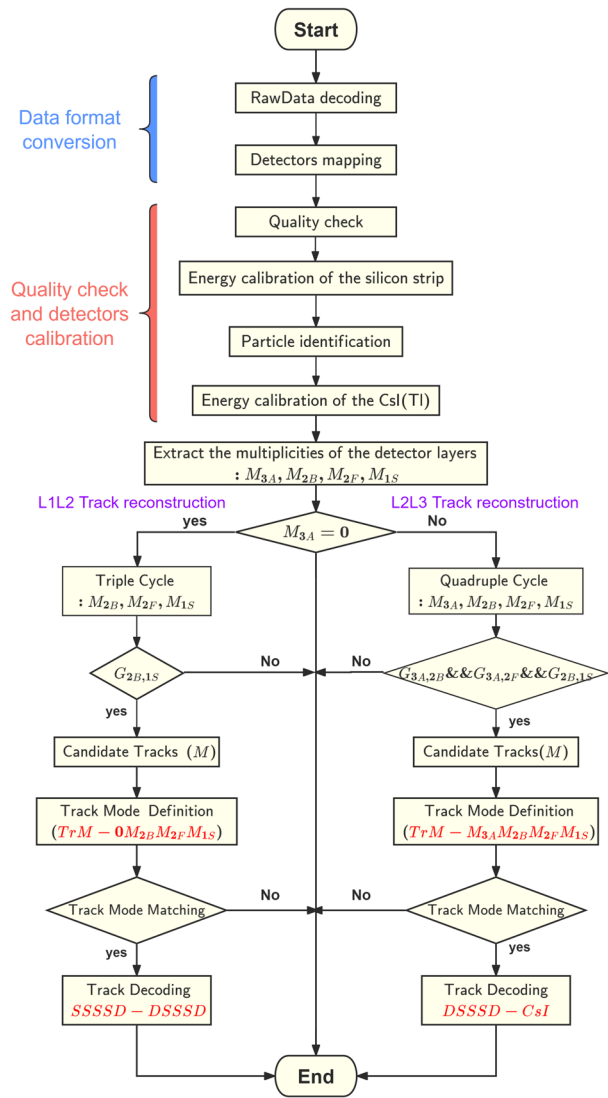 Start
RawData decoding
Data format
conversion
Detectors mapping
Quality check
Energy calibration of the silicon strip
Quality check
and detectors
calibration
Particle identification
Energy calibration of the CsI(Tl)
Extract the multiplicities of the detector layers
: M3A, M2B, M2F, M1S
L1L2 Track reconstruction
L2L3 Track reconstruction
yes
M3A = 0
No
Triple Cycle
: M2B, M2F, M1S
Quadruple Cycle
: M3A, M2B, M2F, M1S
G2B,1S
No
No
G3A,2B&&G3A,2F&&G2B,1S
yes
yes
Candidate Tracks (M)
Candidate Tracks(M)
Track Mode Definition
(TrM − 0M2BM2FM1S)
Track Mode Definition
(TrM − M3AM2BM2FM1S)
Track Mode Matching
No
No
Track Mode Matching
yes
yes
Track Decoding
SSSSD − DSSSD
Track Decoding
DSSSD − CsI
End